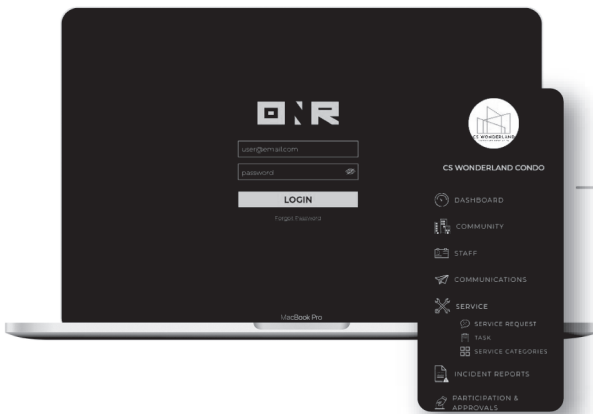 ONR
user@email.com
password
LOGIN
Forgot Password
MacBook Pro
CS WONDERLAND
CS WONDERLAND CONDO
DASHBOARD
COMMUNITY
STAFF
COMMUNICATIONS
SERVICE
SERVICE REQUEST
TASK
SERVICE CATEGORIES
INCIDENT REPORTS
PARTICIPATION &
APPROVALS